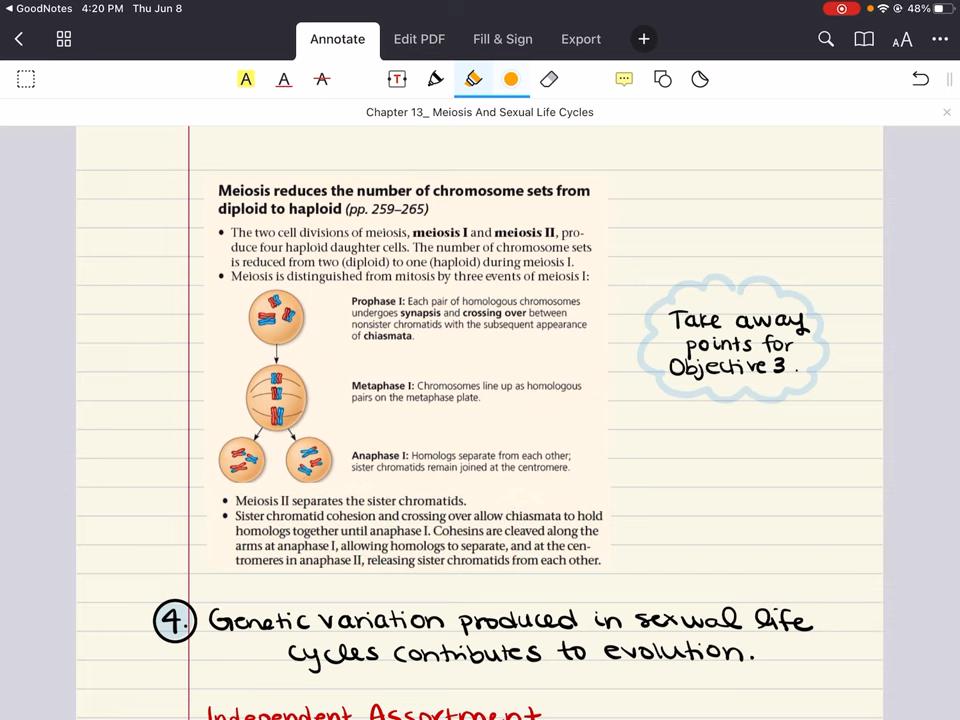 GoodNotes 4:20 PM Thu Jun 8 48%
Annotate Edit PDF Fill & Sign Export
A A A T AA
Chapter 13_ Meiosis And Sexual Life Cycles
Meiosis reduces the number of chromosome sets from
diploid to haploid (pp. 259–265)
• The two cell divisions of meiosis, meiosis I and meiosis II, pro-
duce four haploid daughter cells. The number of chromosome sets
is reduced from two (diploid) to one (haploid) during meiosis I.
• Meiosis is distinguished from mitosis by three events of meiosis I:
Prophase I: Each pair of homologous chromosomes
undergoes synapsis and crossing over between
nonsister chromatids with the subsequent appearance
of chiasmata.
Metaphase I: Chromosomes line up as homologous
pairs on the metaphase plate.
Anaphase I: Homologs separate from each other;
sister chromatids remain joined at the centromere.
• Meiosis II separates the sister chromatids.
• Sister chromatid cohesion and crossing over allow chiasmata to hold
homologs together until anaphase I. Cohesins are cleaved along the
arms at anaphase I, allowing homologs to separate, and at the cen-
tromeres in anaphase II, releasing sister chromatids from each other.
Take away
points for
Objective 3.
4. Genetic variation produced in sexual life
cycles contributes to evolution.
Independent Assortment